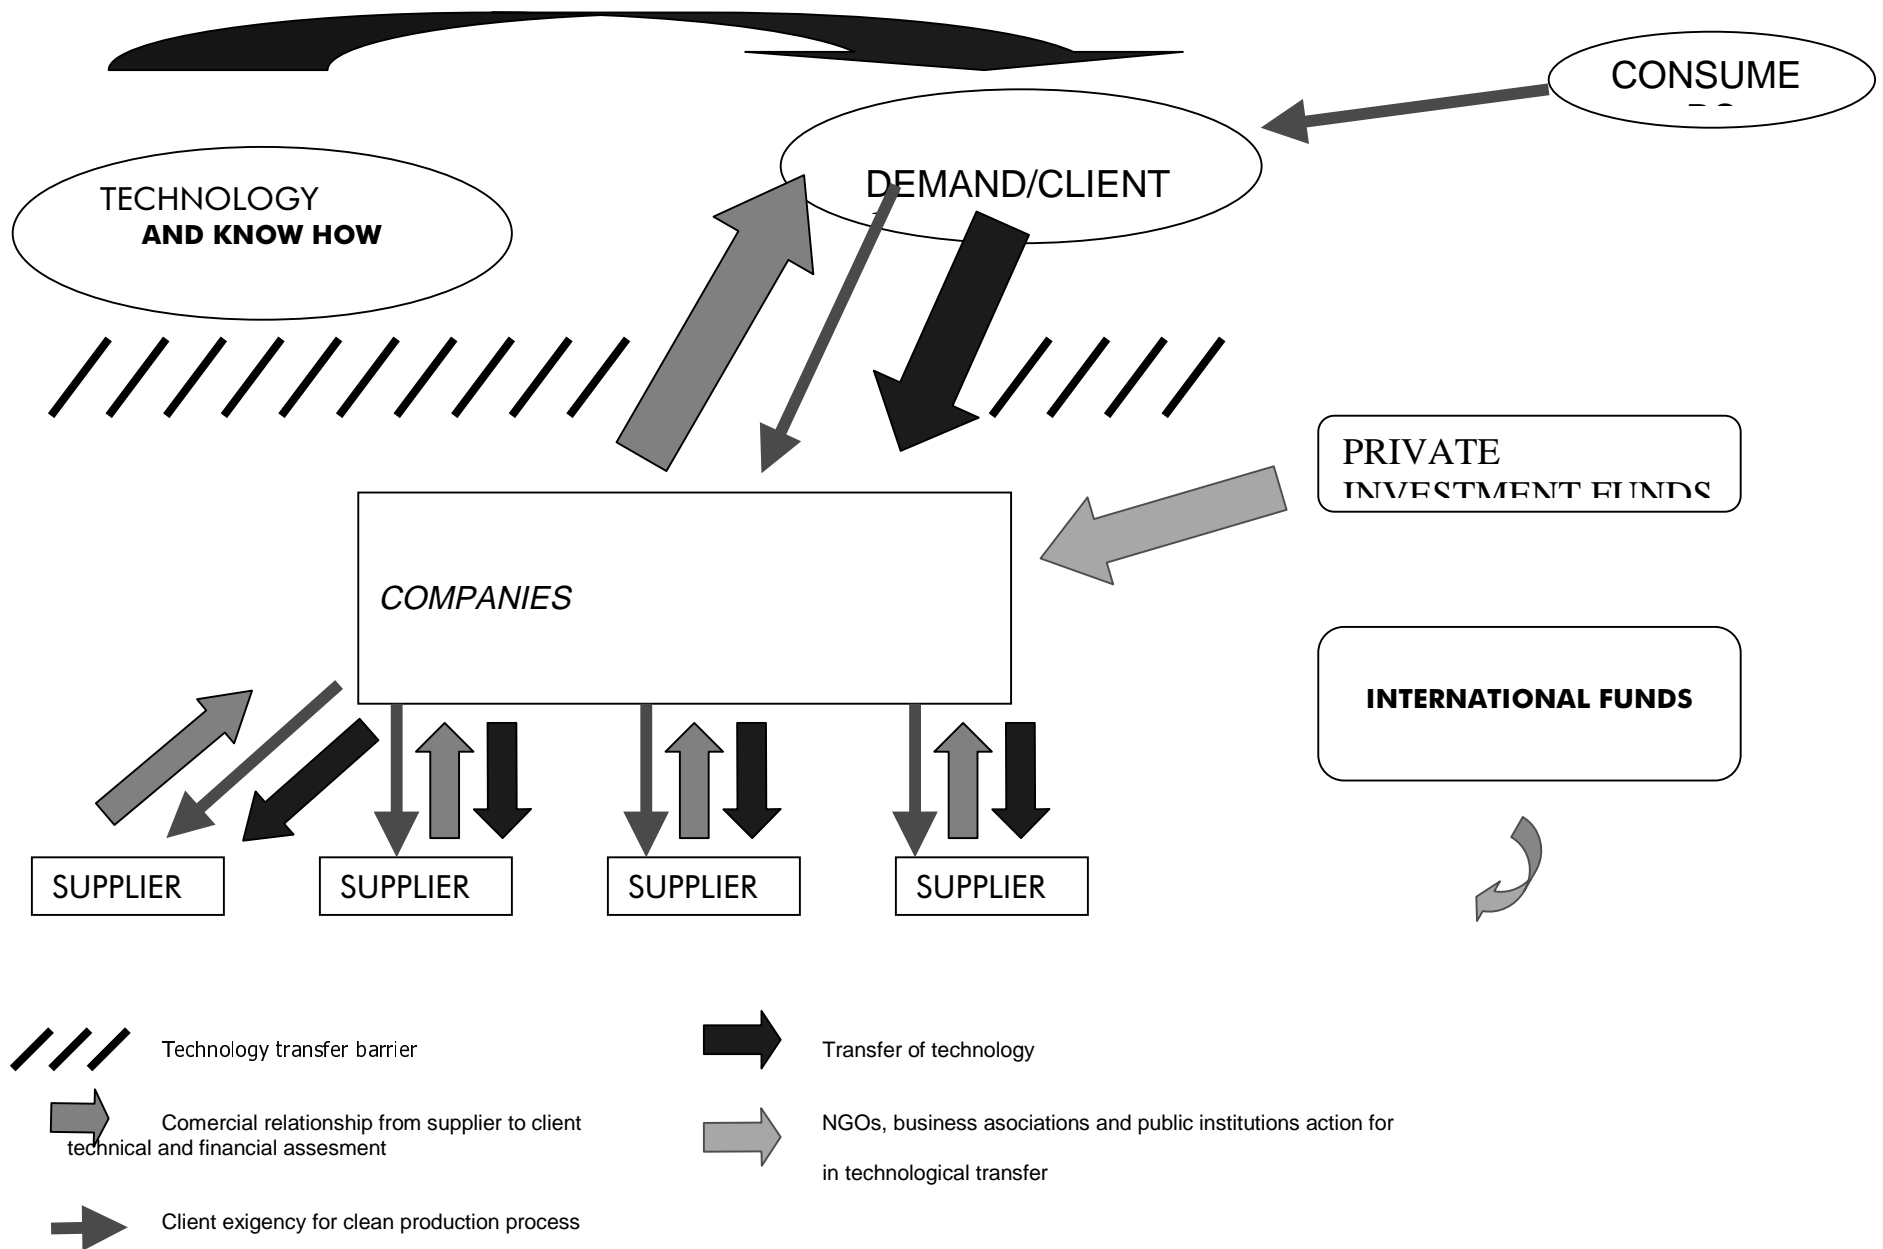 CONSUME
DEMAND/CLIENT
TECHNOLOGY
AND KNOW HOW
PRIVATE
INVESTMENT FUNDS
COMPANIES
INTERNATIONAL FUNDS
SUPPLIER
SUPPLIER
SUPPLIER
SUPPLIER
Technology transfer barrier
Transfer of technology
Comercial relationship from supplier to client
technical and financial assesment
NGOs, business asociations and public institutions action for
in technological transfer
Client exigency for clean production process